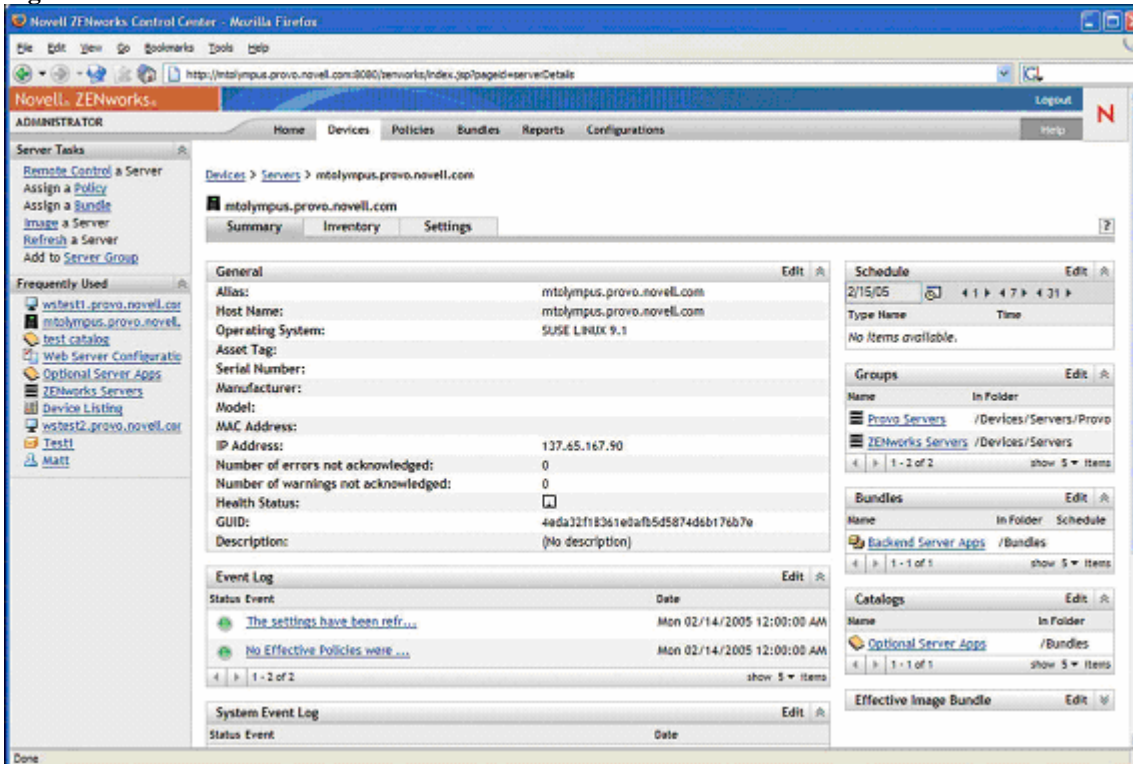 Novell ZENworks Control Center - Mozilla Firefox
File Edit View Go Bookmarks Tools Help
http://mtolympus.provo.novell.com:8080/zenworks/index.jsp?pageid=serverDetails
Novell® ZENworks®
Logout
N
ADMINISTRATOR
Home Devices Policies Bundles Reports Configurations
Help
Server Tasks
Remote Control a Server
Assign a Policy
Assign a Bundle
Image a Server
Refresh a Server
Add to Server Group
Frequently Used
wstest1.provo.novell.cor
mtolympus.provo.novell.
test catalog
Web Server Configuratio
Optional Server Apps
ZENworks Servers
Device Listing
wstest2.provo.novell.cor
Test1
Matt
Devices > Servers > mtolympus.provo.novell.com
mtolympus.provo.novell.com
Summary Inventory Settings
?
General Edit
Alias: mtolympus.provo.novell.com
Host Name: mtolympus.provo.novell.com
Operating System: SUSE LINUX 9.1
Asset Tag:
Serial Number:
Manufacturer:
Model:
MAC Address:
IP Address: 137.65.167.90
Number of errors not acknowledged: 0
Number of warnings not acknowledged: 0
Health Status:
GUID: 4eda32f18361e0afb5d5874d6b176b7e
Description: (No description)
Event Log Edit
Status Event Date
The settings have been refr... Mon 02/14/2005 12:00:00 AM
No Effective Policies were ... Mon 02/14/2005 12:00:00 AM
1 - 2 of 2 show 5 items
System Event Log Edit
Status Event Date
Schedule Edit
2/15/05 1 7 31
Type Name Time
No items available.
Groups Edit
Name In Folder
Provo Servers /Devices/Servers/Provo
ZENworks Servers /Devices/Servers
1 - 2 of 2 show 5 items
Bundles Edit
Name In Folder Schedule
Backend Server Apps /Bundles
1 - 1 of 1 show 5 items
Catalogs Edit
Name In Folder
Optional Server Apps /Bundles
1 - 1 of 1 show 5 items
Effective Image Bundle Edit
Done